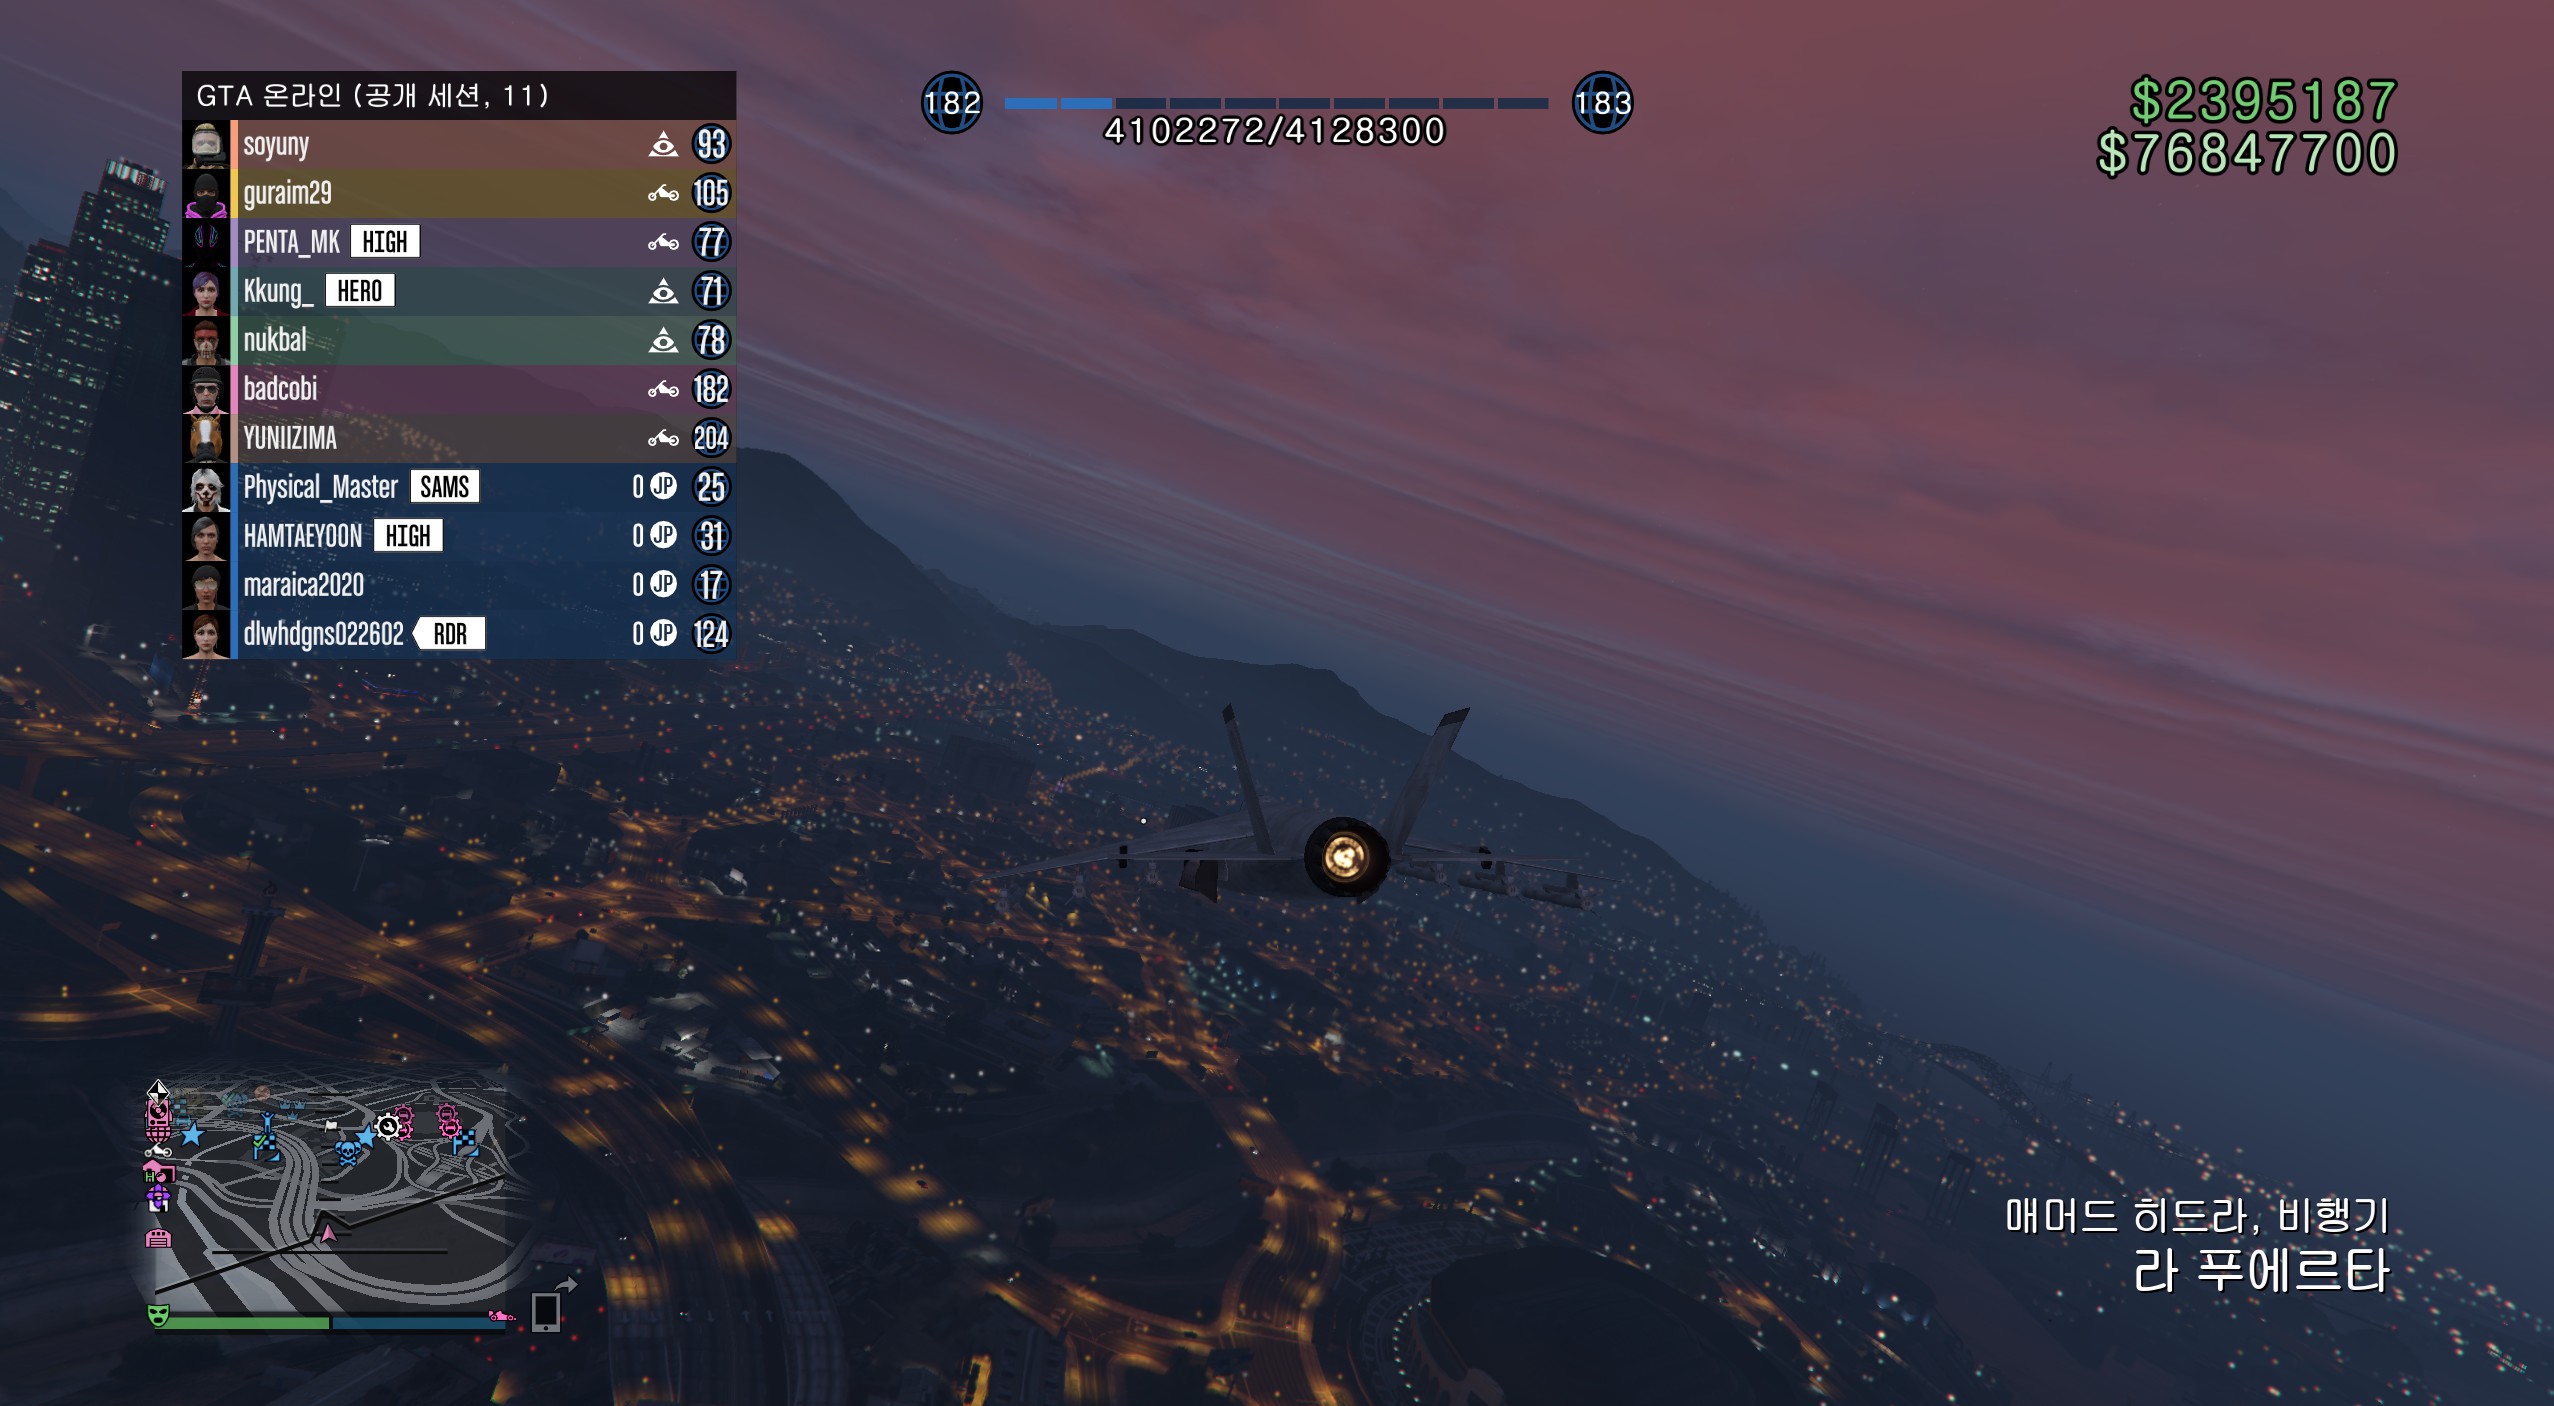 GTA 온라인 (공개 세션, 11)
soyuny 93
guraim29 105
PENTA_MK HIGH 77
Kkung_ HERO 71
nukbal 78
badcobi 182
YUNIIZIMA 204
Physical_Master SAMS 0 JP 25
HAMTAEYOON HIGH 0 JP 31
maraica2020 0 JP 17
dlwhdgns022602 RDR 0 JP 124
182 183
4102272/4128300
$2395187
$76847700
매머드 히드라, 비행기
라 푸에르타